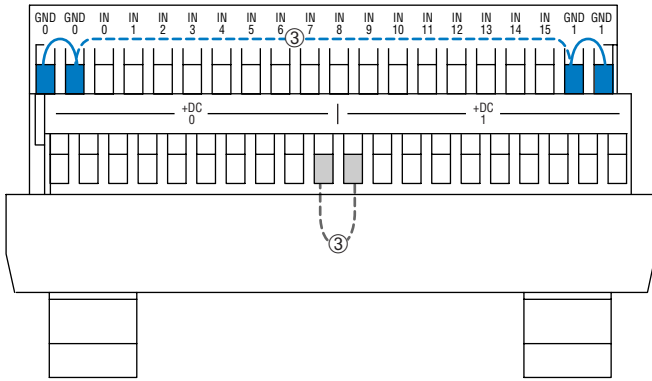 GND GND IN IN IN IN IN IN IN IN IN IN IN IN IN IN IN IN GND GND
0 0 0 1 2 3 4 5 6 7 8 9 10 11 12 13 14 15 1 1
③
+DC +DC
0 1
③